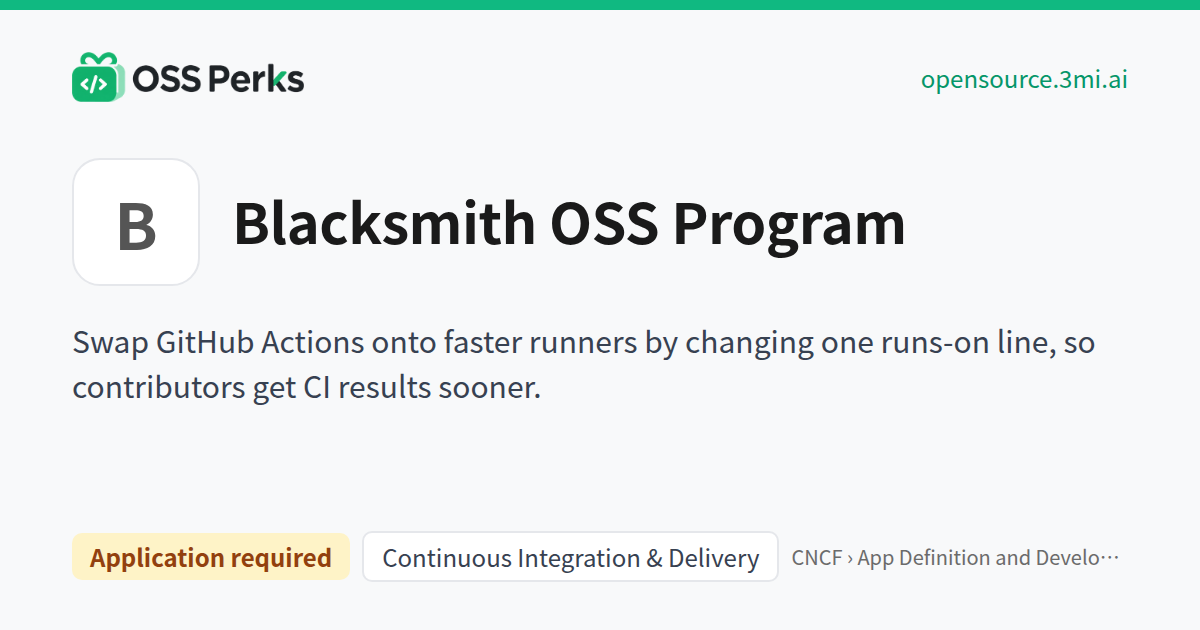 </> OSS Perks
opensource.3mi.ai
B
Blacksmith OSS Program
Swap GitHub Actions onto faster runners by changing one runs-on line, so
contributors get CI results sooner.
Application required
Continuous Integration & Delivery
CNCF › App Definition and Develo···